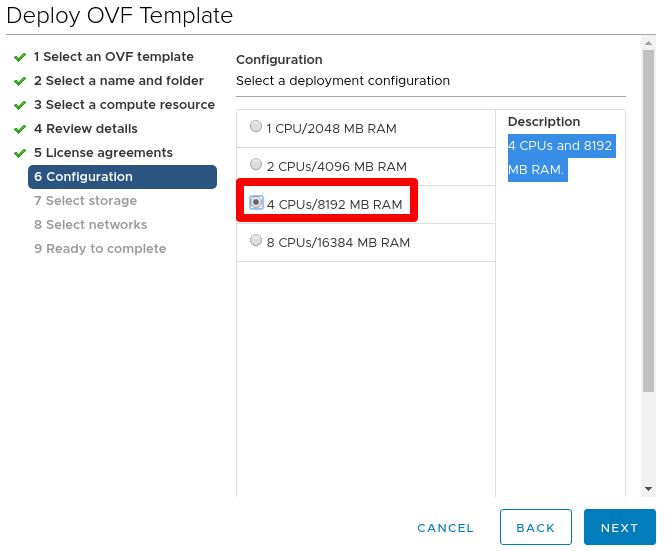 Deploy OVF Template
1 Select an OVF template
2 Select a name and folder
3 Select a compute resource
4 Review details
5 License agreements
6 Configuration
7 Select storage
8 Select networks
9 Ready to complete
Configuration
Select a deployment configuration
1 CPU/2048 MB RAM
2 CPUs/4096 MB RAM
4 CPUs/8192 MB RAM
8 CPUs/16384 MB RAM
Description
4 CPUs and 8192
MB RAM.
CANCEL
BACK
NEXT